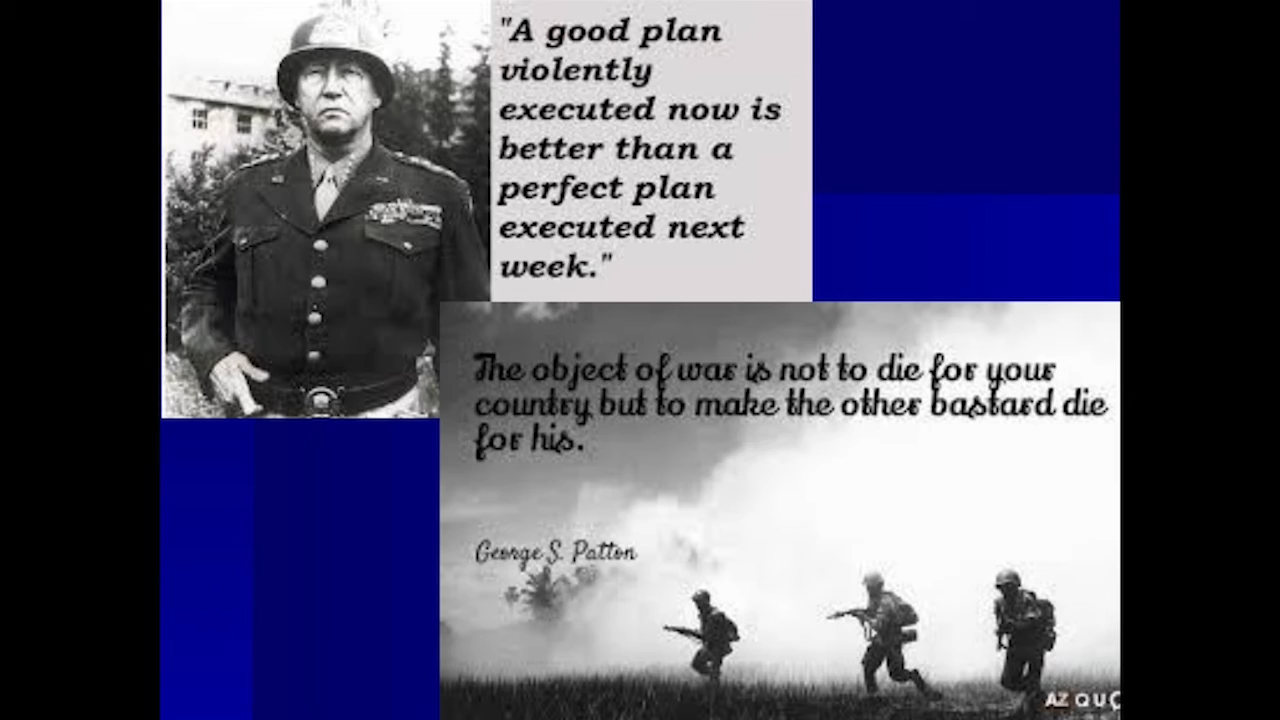 "A good plan
violently
executed now is
better than a
perfect plan
executed next
week."
The object of war is not to die for your
country but to make the other bastard die
for his.
George S. Patton
AZ QU